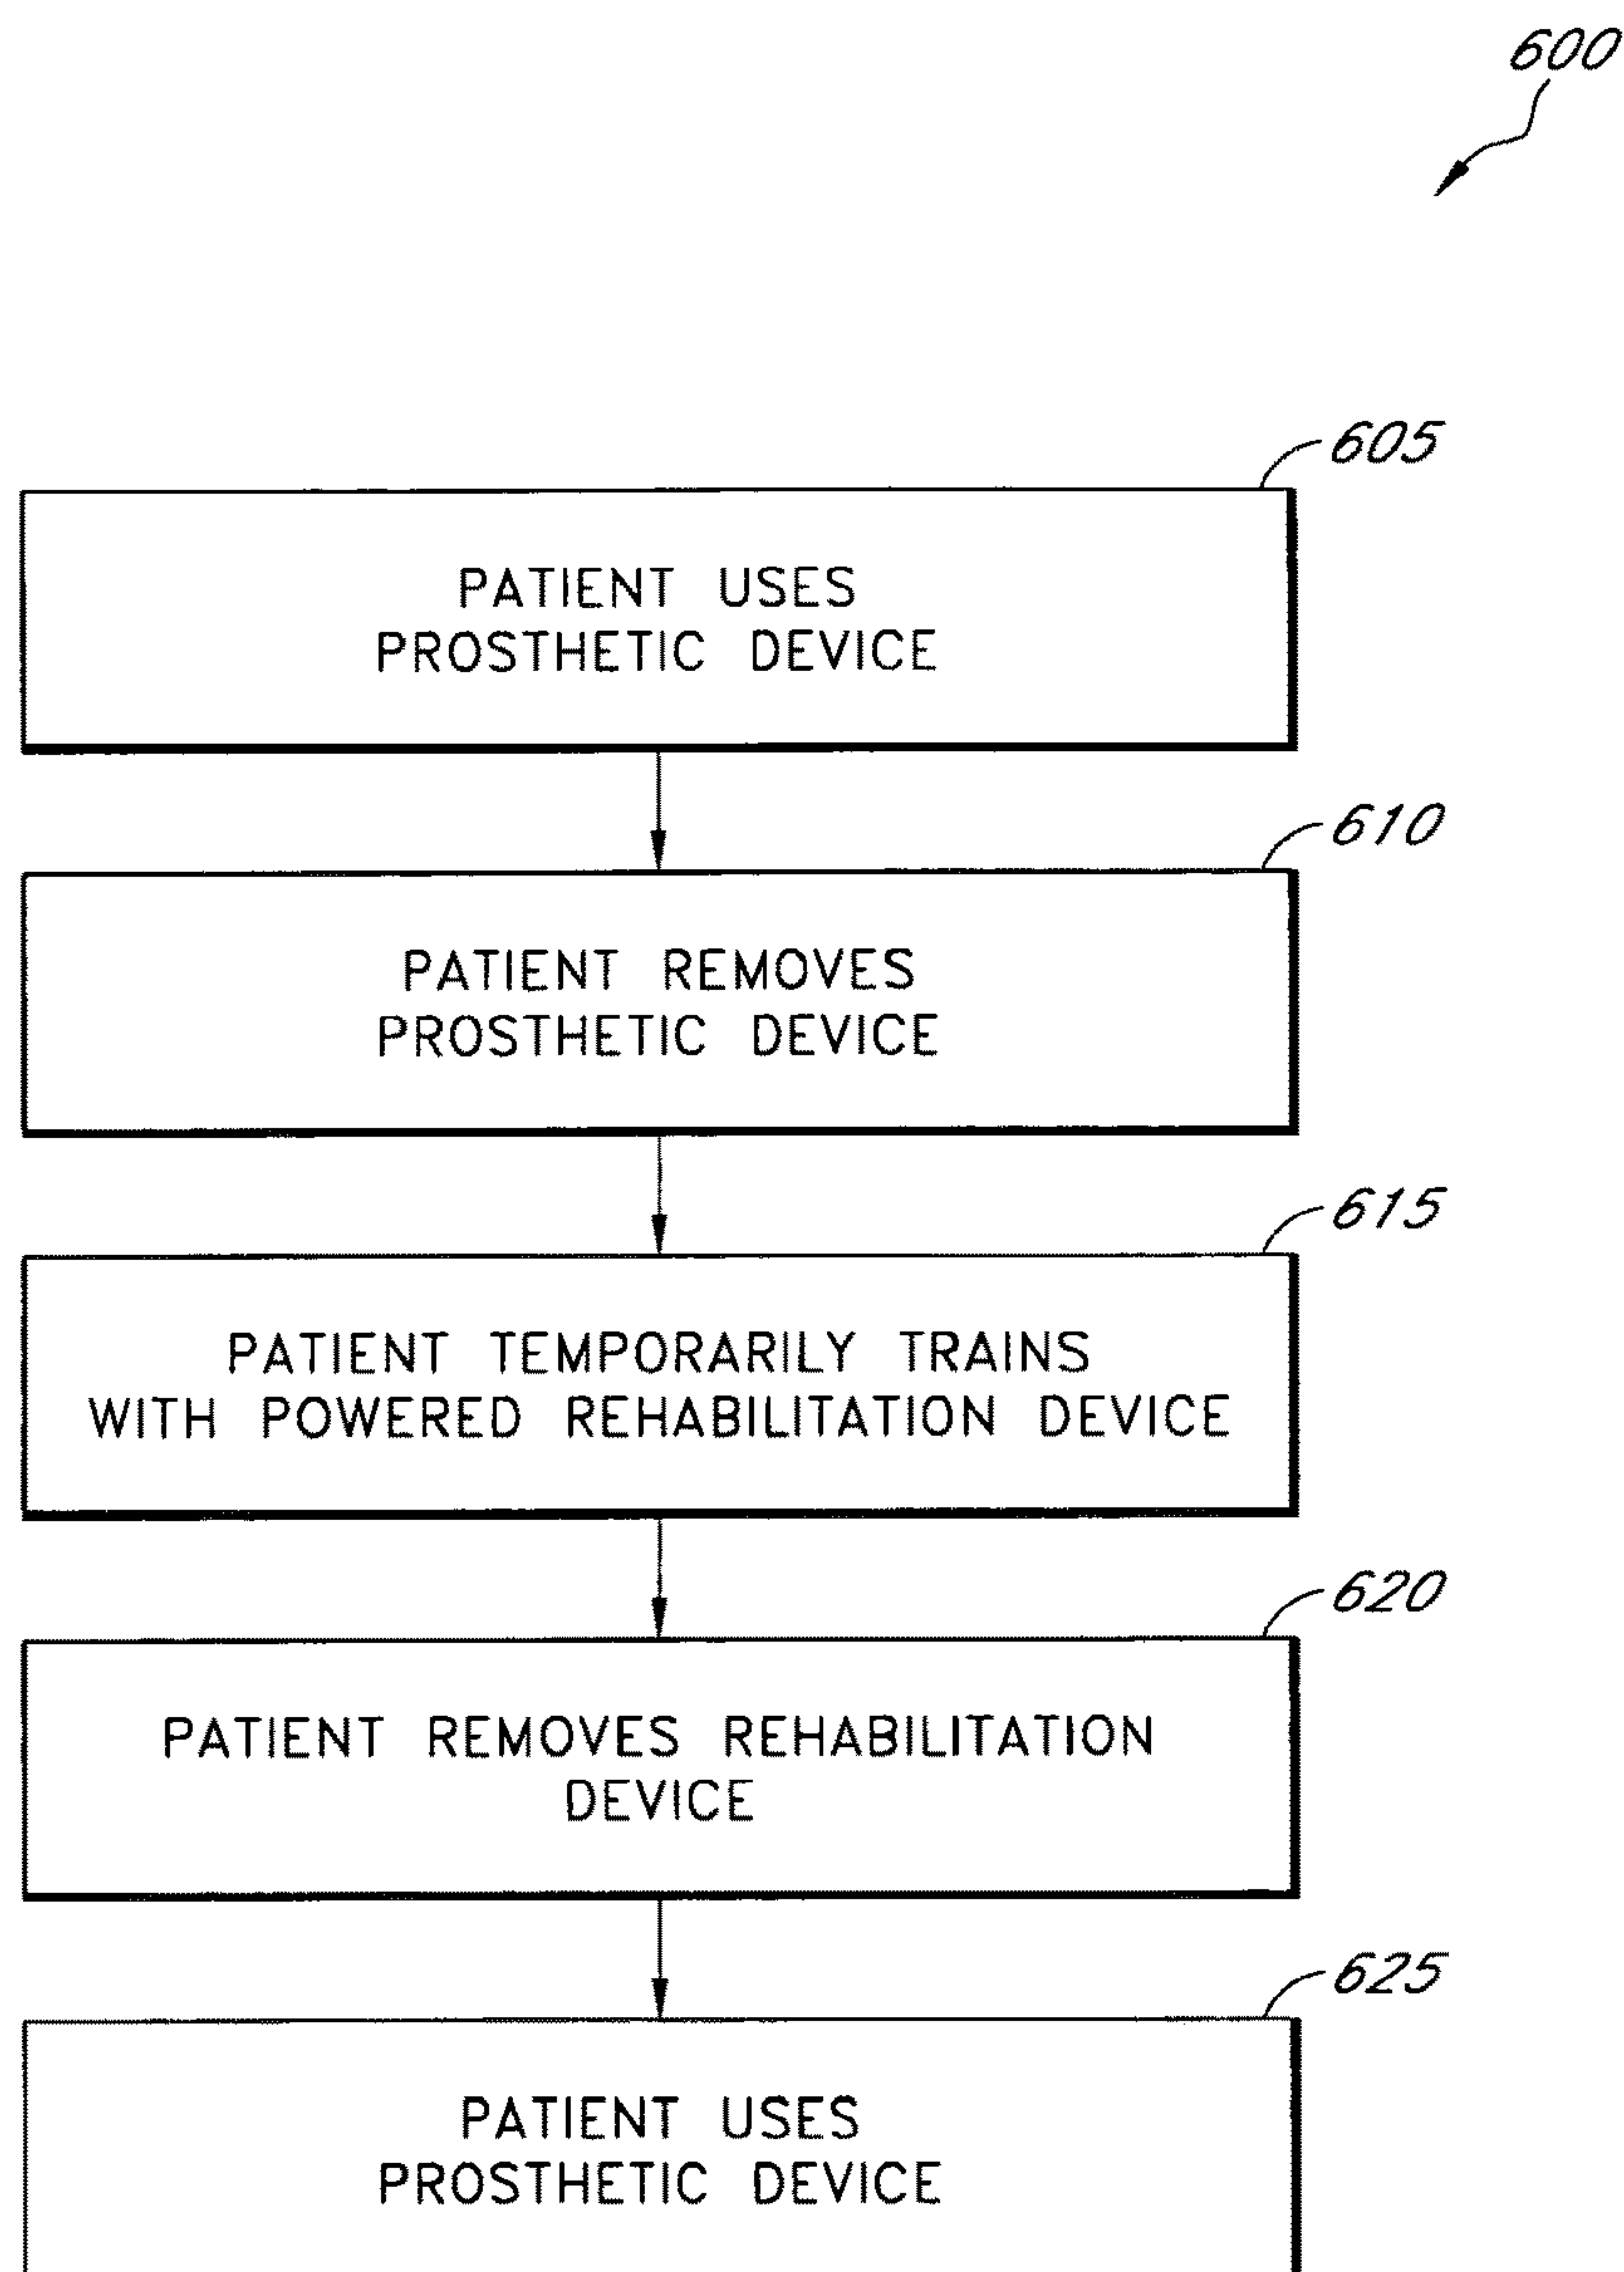 600
605
PATIENT USES
PROSTHETIC DEVICE
610
PATIENT REMOVES
PROSTHETIC DEVICE
615
PATIENT TEMPORARILY TRAINS
WITH POWERED REHABILITATION DEVICE
620
PATIENT REMOVES REHABILITATION
DEVICE
625
PATIENT USES
PROSTHETIC DEVICE